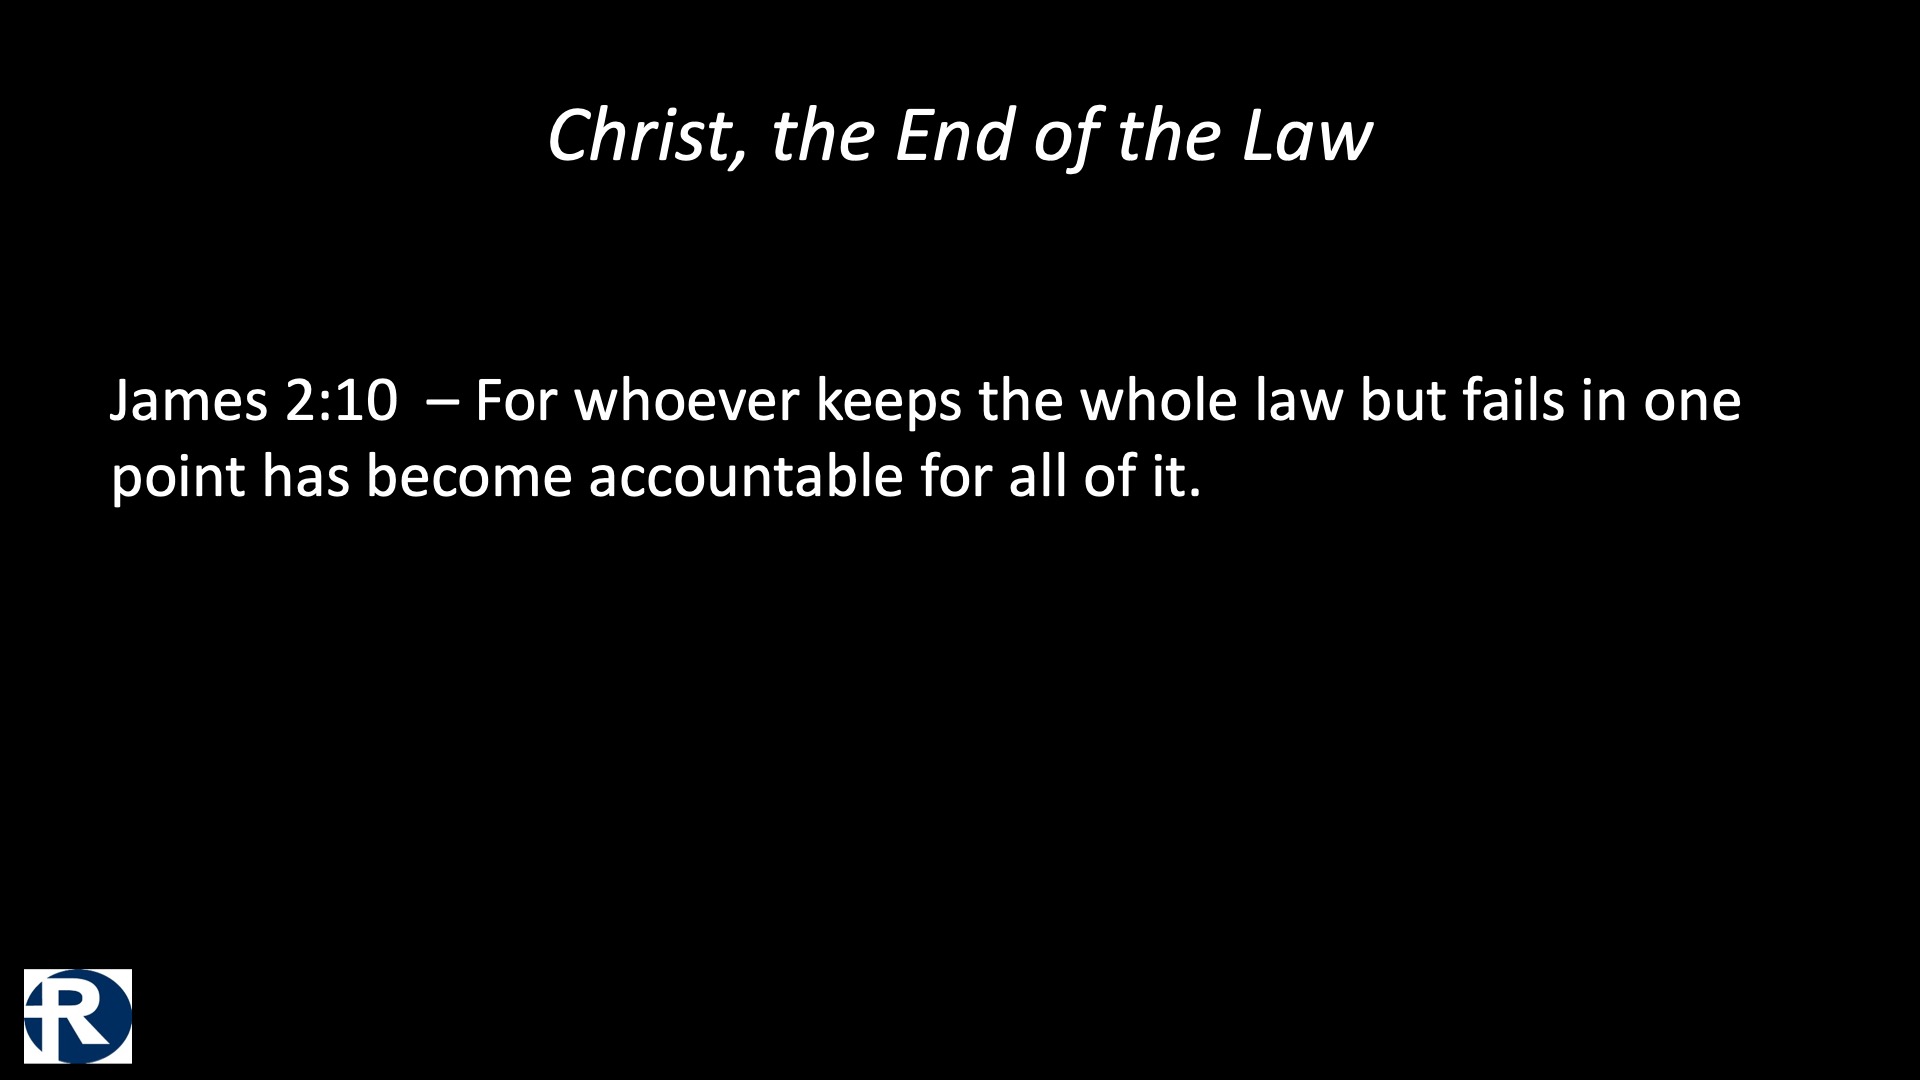 Christ, the End of the Law
James 2:10  – For whoever keeps the whole law but fails in one
point has become accountable for all of it.
R